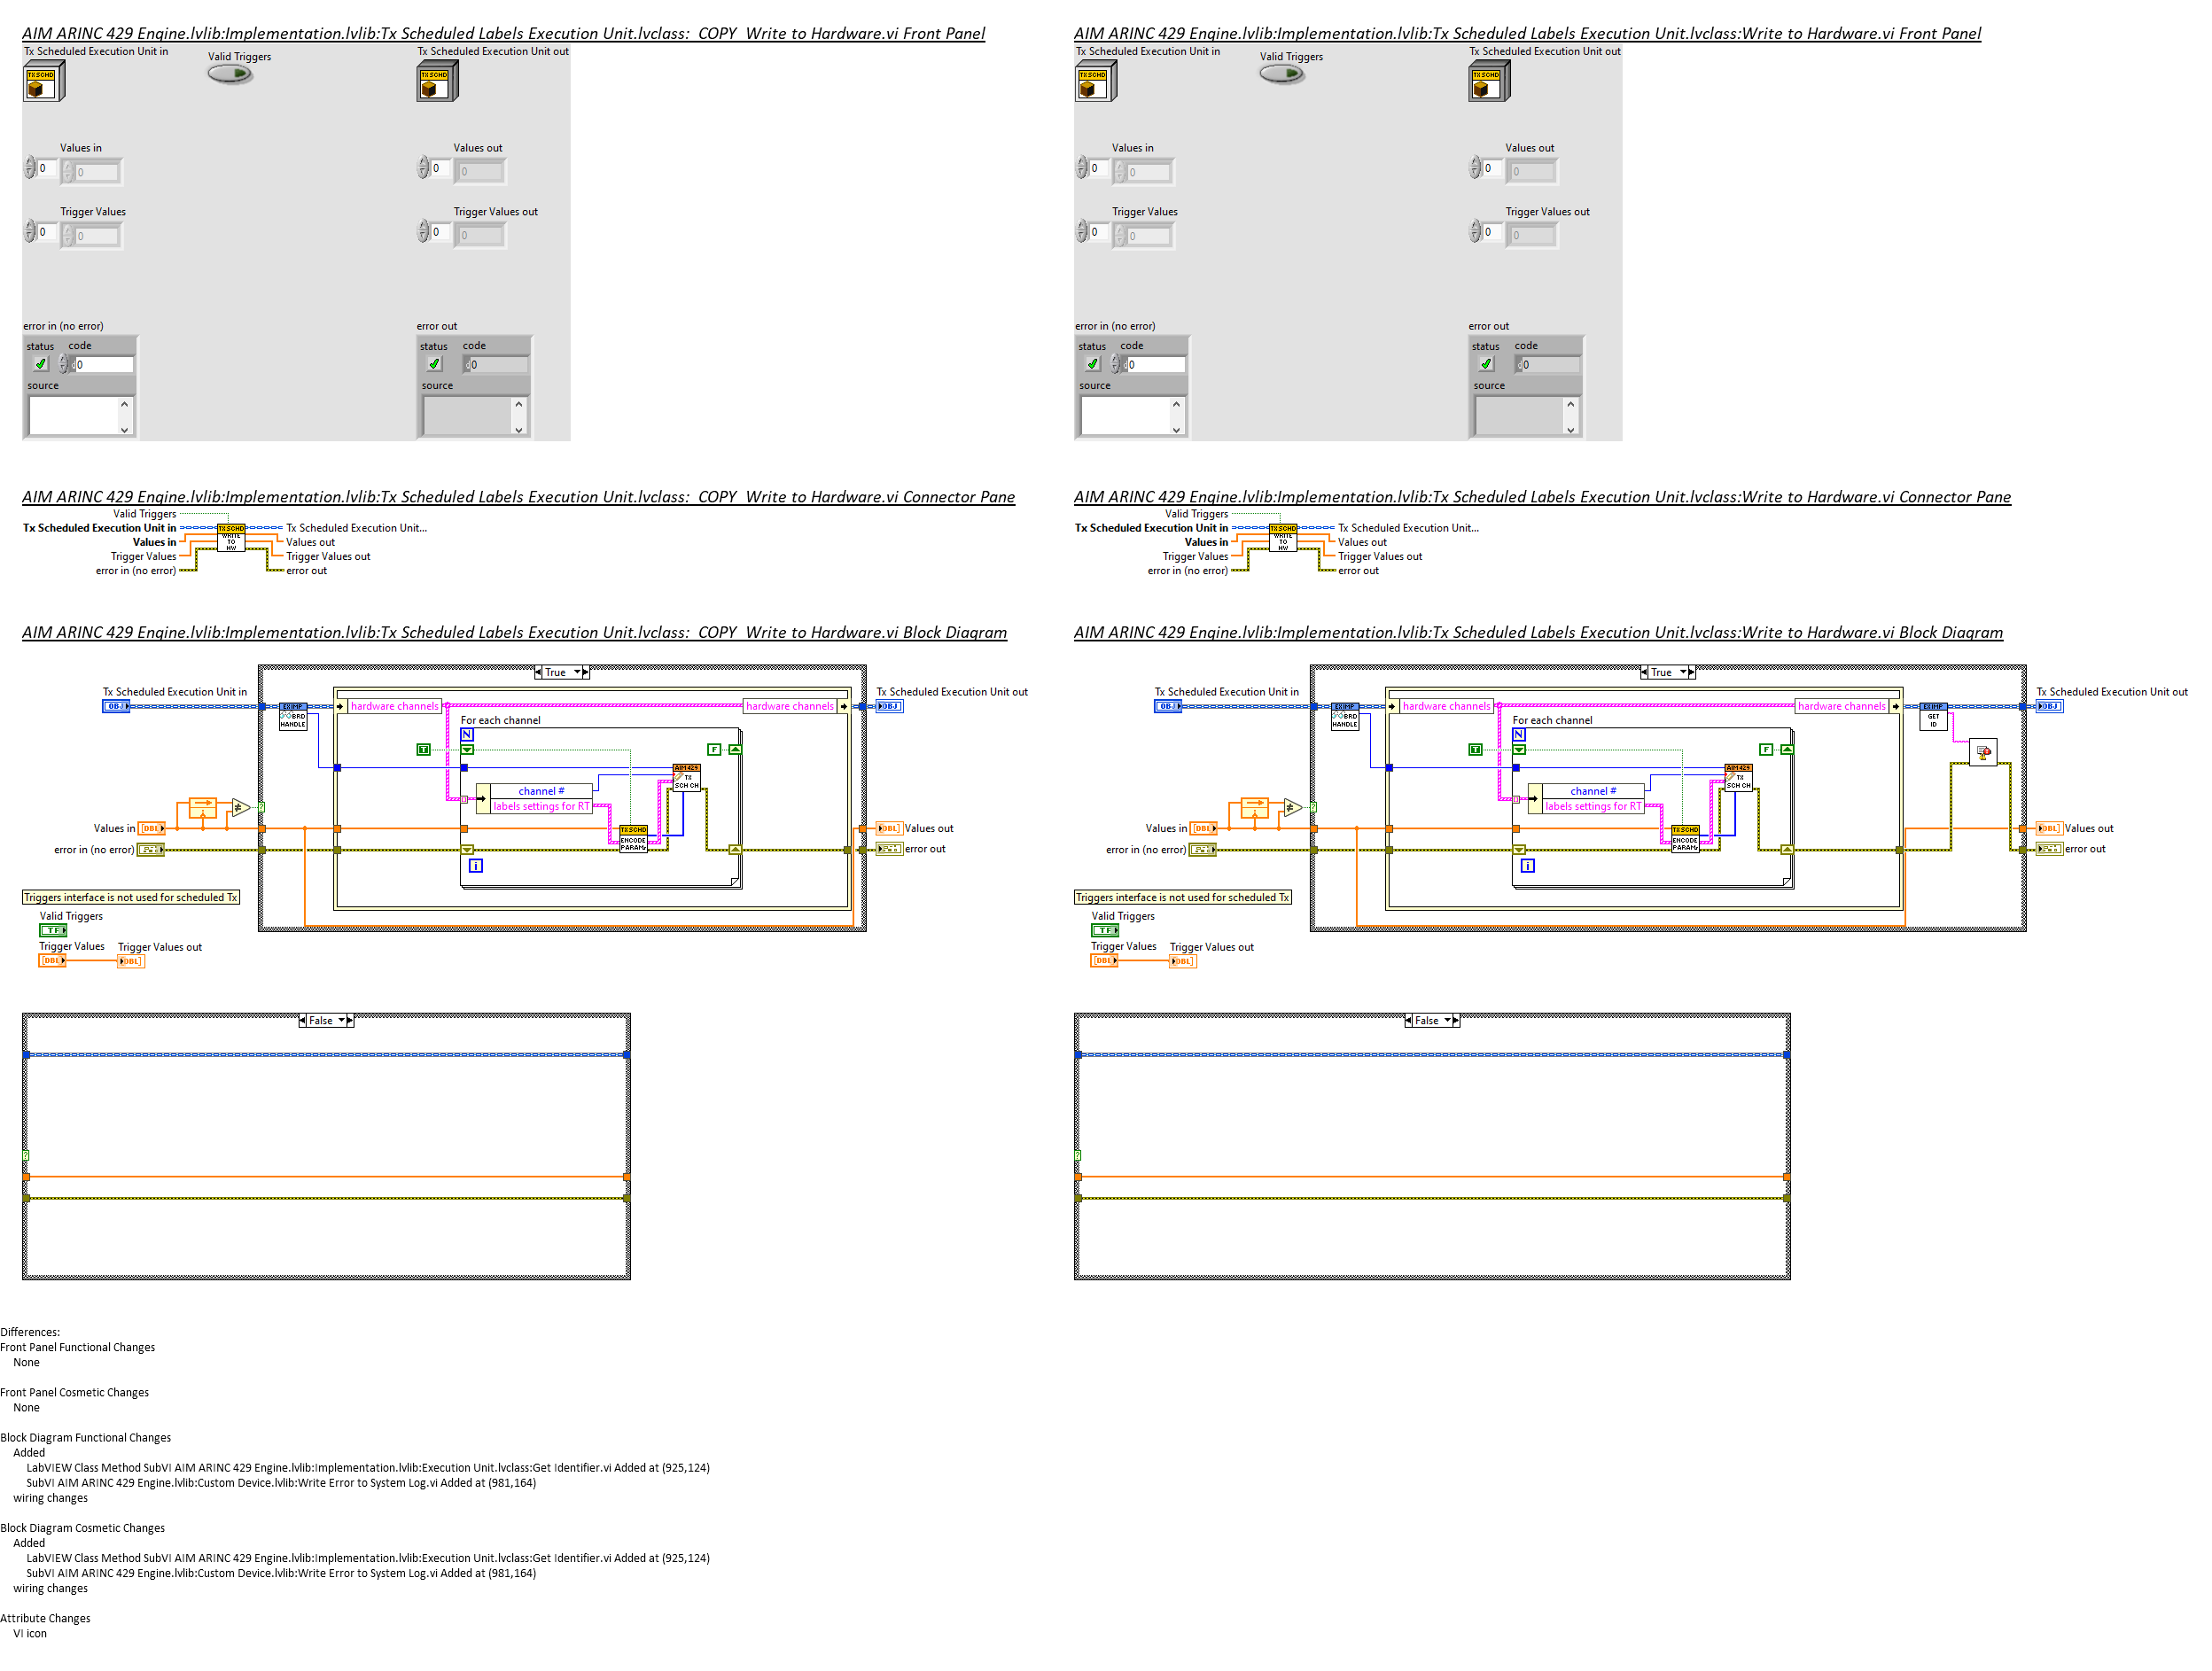 AIM ARINC 429 Engine.lvlib:Implementation.lvlib:Tx Scheduled Labels Execution Unit.lvclass:_COPY_Write to Hardware.vi Front Panel
Tx Scheduled Execution Unit in
Valid Triggers
Tx Scheduled Execution Unit out
TX SCHD
TX SCHD
Values in
Values out
0
0
0
0
Trigger Values
Trigger Values out
0
0
0
0
error in (no error)
error out
status code
status code
0
0
source
source
AIM ARINC 429 Engine.lvlib:Implementation.lvlib:Tx Scheduled Labels Execution Unit.lvclass:Write to Hardware.vi Front Panel
Tx Scheduled Execution Unit in
Valid Triggers
Tx Scheduled Execution Unit out
TX SCHD
TX SCHD
Values in
Values out
0
0
0
0
Trigger Values
Trigger Values out
0
0
0
0
error in (no error)
error out
status code
status code
0
0
source
source
AIM ARINC 429 Engine.lvlib:Implementation.lvlib:Tx Scheduled Labels Execution Unit.lvclass:_COPY_Write to Hardware.vi Connector Pane
Valid Triggers
Tx Scheduled Execution Unit in
TX SCHD
WRITE
TO
HW
Tx Scheduled Execution Unit...
Values in
Values out
Trigger Values
Trigger Values out
error in (no error)
error out
AIM ARINC 429 Engine.lvlib:Implementation.lvlib:Tx Scheduled Labels Execution Unit.lvclass:Write to Hardware.vi Connector Pane
Valid Triggers
Tx Scheduled Execution Unit in
TX SCHD
WRITE
TO
HW
Tx Scheduled Execution Unit...
Values in
Values out
Trigger Values
Trigger Values out
error in (no error)
error out
AIM ARINC 429 Engine.lvlib:Implementation.lvlib:Tx Scheduled Labels Execution Unit.lvclass:_COPY_Write to Hardware.vi Block Diagram
True
Tx Scheduled Execution Unit in
Tx Scheduled Execution Unit out
OBJ
EX IMP
BRD
HANDLE
hardware channels
hardware channels
OBJ
For each channel
N
T
F
AIM 429
TX
SCH CH
channel #
labels settings for RT
Values in
DBL
?
TX SCHD
ENCODE
PARAMs
DBL
Values out
error in (no error)
error out
i
Triggers interface is not used for scheduled Tx
Valid Triggers
TF
Trigger Values
Trigger Values out
DBL
DBL
False
?
AIM ARINC 429 Engine.lvlib:Implementation.lvlib:Tx Scheduled Labels Execution Unit.lvclass:Write to Hardware.vi Block Diagram
True
Tx Scheduled Execution Unit in
Tx Scheduled Execution Unit out
OBJ
EX IMP
BRD
HANDLE
hardware channels
hardware channels
EX IMP
GET
ID
OBJ
For each channel
N
T
F
AIM 429
TX
SCH CH
channel #
labels settings for RT
Values in
DBL
?
TX SCHD
ENCODE
PARAMs
DBL
Values out
error in (no error)
error out
i
Triggers interface is not used for scheduled Tx
Valid Triggers
TF
Trigger Values
Trigger Values out
DBL
DBL
False
?
Differences:
Front Panel Functional Changes
None
Front Panel Cosmetic Changes
None
Block Diagram Functional Changes
Added
LabVIEW Class Method SubVI AIM ARINC 429 Engine.lvlib:Implementation.lvlib:Execution Unit.lvclass:Get Identifier.vi Added at (925,124)
SubVI AIM ARINC 429 Engine.lvlib:Custom Device.lvlib:Write Error to System Log.vi Added at (981,164)
wiring changes
Block Diagram Cosmetic Changes
Added
LabVIEW Class Method SubVI AIM ARINC 429 Engine.lvlib:Implementation.lvlib:Execution Unit.lvclass:Get Identifier.vi Added at (925,124)
SubVI AIM ARINC 429 Engine.lvlib:Custom Device.lvlib:Write Error to System Log.vi Added at (981,164)
wiring changes
Attribute Changes
VI icon